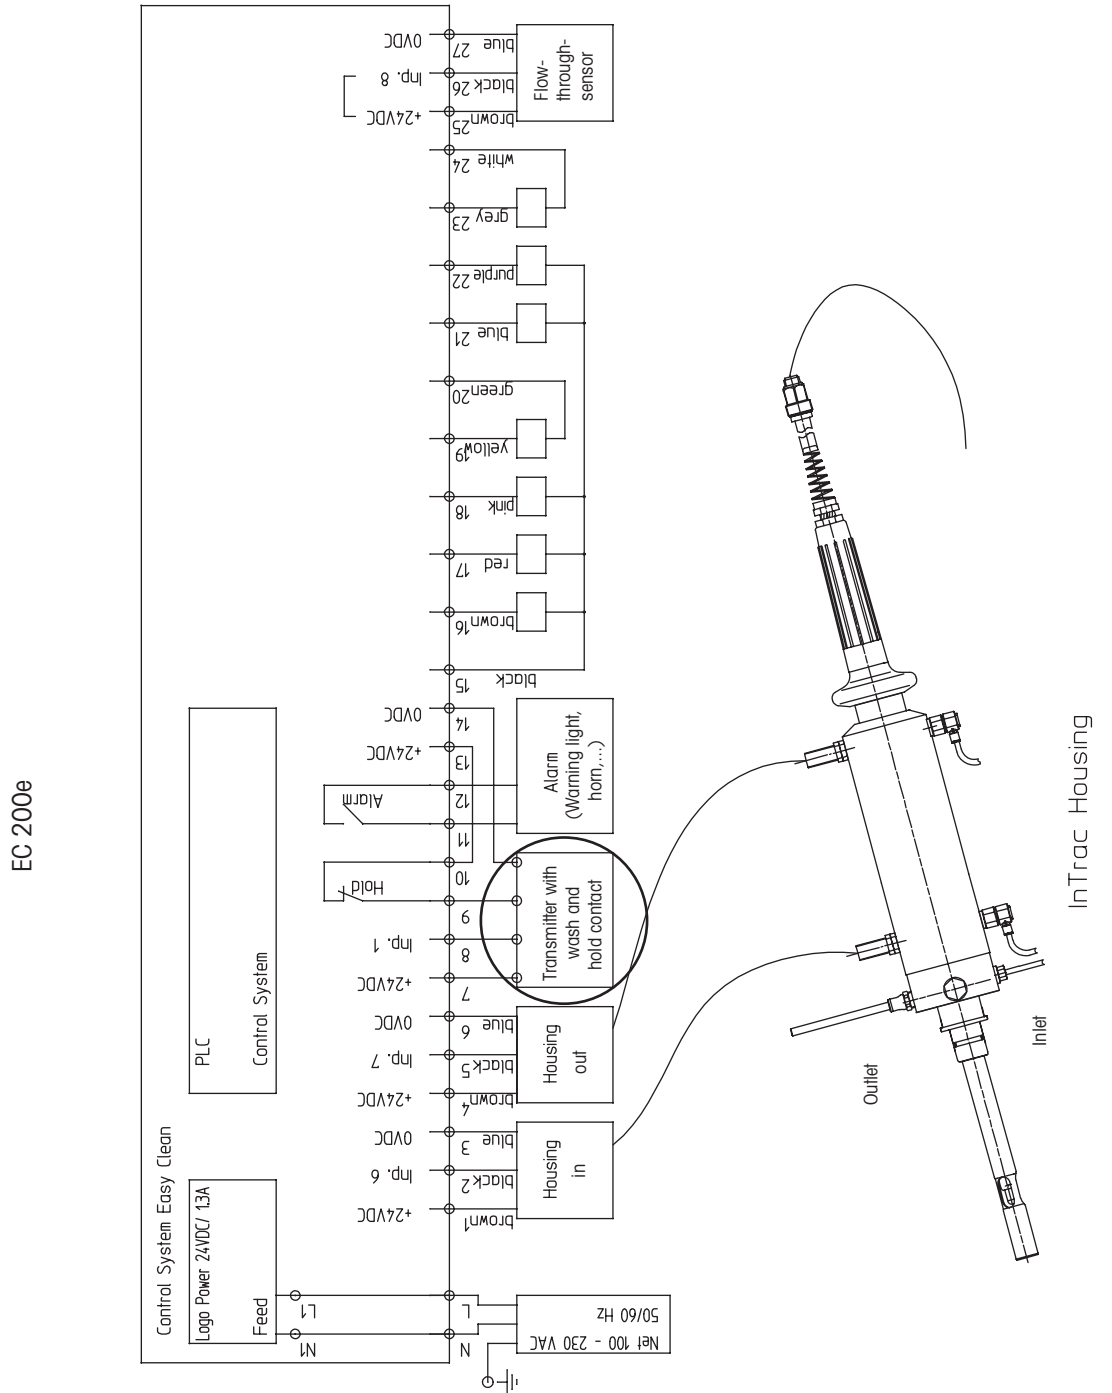 EC 200e
Control System Easy Clean
Logo Power 24VDC/ 1.3A
Feed
PLC
Control System
0VDC
27
blue
Inp. 8
26
black
+24VDC
25
brown
Flow-
through-
sensor
24
white
23
grey
22
purple
21
blue
20
green
19
yellow
18
pink
17
red
16
brown
15
black
0VDC
14
+24VDC
13
12
Alarm
11
Alarm
(Warning light,
horn,...)
10
Hold
9
Inp. 1
8
+24VDC
7
Transmitter with
wash and
hold contact
0VDC
6
blue
Inp. 7
5
black
+24VDC
4
brown
Housing
out
0VDC
3
blue
Inp. 6
2
black
+24VDC
1
brown
Housing
in
L1
L
N1
N
Net 100 - 230 VAC
50/60 Hz
Outlet
Inlet
InTrac Housing